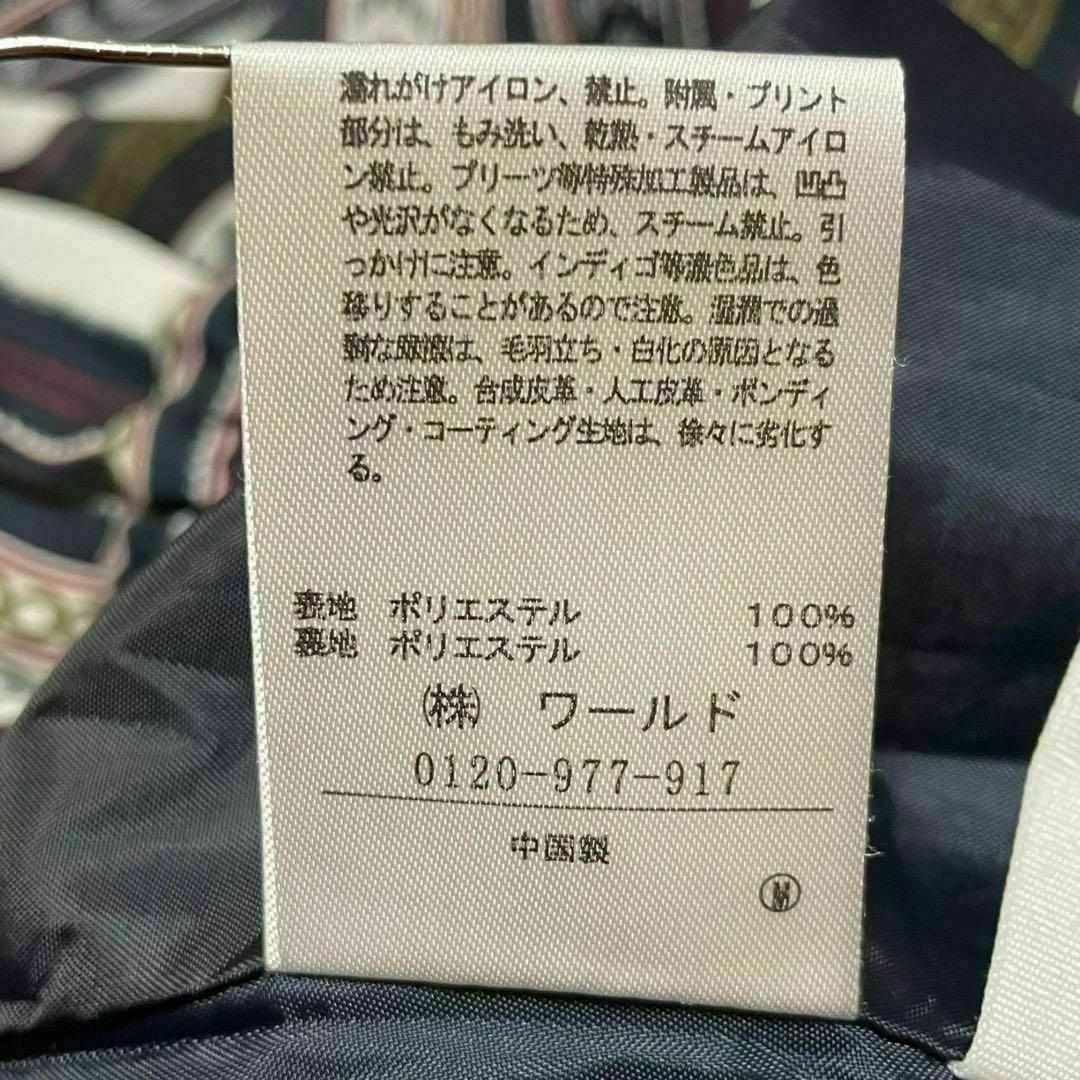 濡れがけアイロン、禁止。附属・プリント
部分は、もみ洗い、乾熱・スチームアイロ
ン禁止。プリーツ等特殊加工製品は、凹凸
や光沢がなくなるため、スチーム禁止。引
っかけに注意。インディゴ等濃色品は、色
移りすることがあるので注意。湿潤での過
剰な摩擦は、毛羽立ち・白化の原因となる
ため注意。合成皮革・人工皮革・ボンディ
ング・コーティング生地は、徐々に劣化す
る。
表地 ポリエステル 100%
裏地 ポリエステル 100%
㈱ ワールド
0120-977-917
中国製
Ⓜ